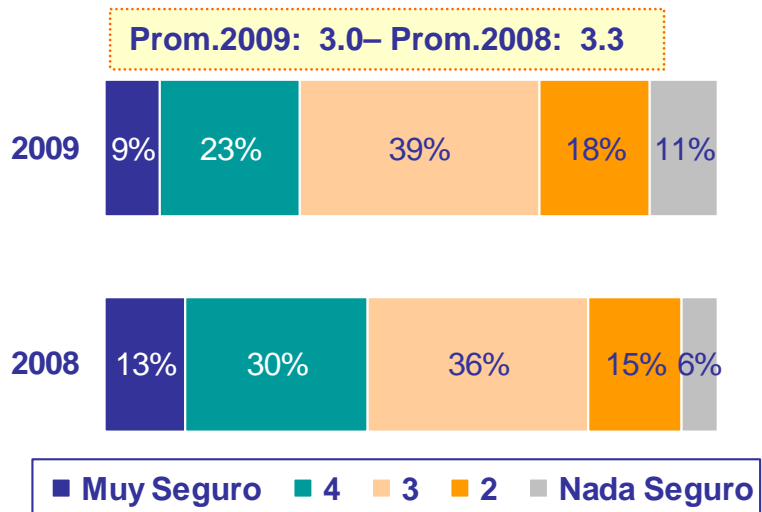 Prom.2009: 3.0– Prom.2008: 3.3
2009 9% 23% 39% 18% 11%
2008 13% 30% 36% 15% 6%
Muy Seguro 4 3 2 Nada Seguro